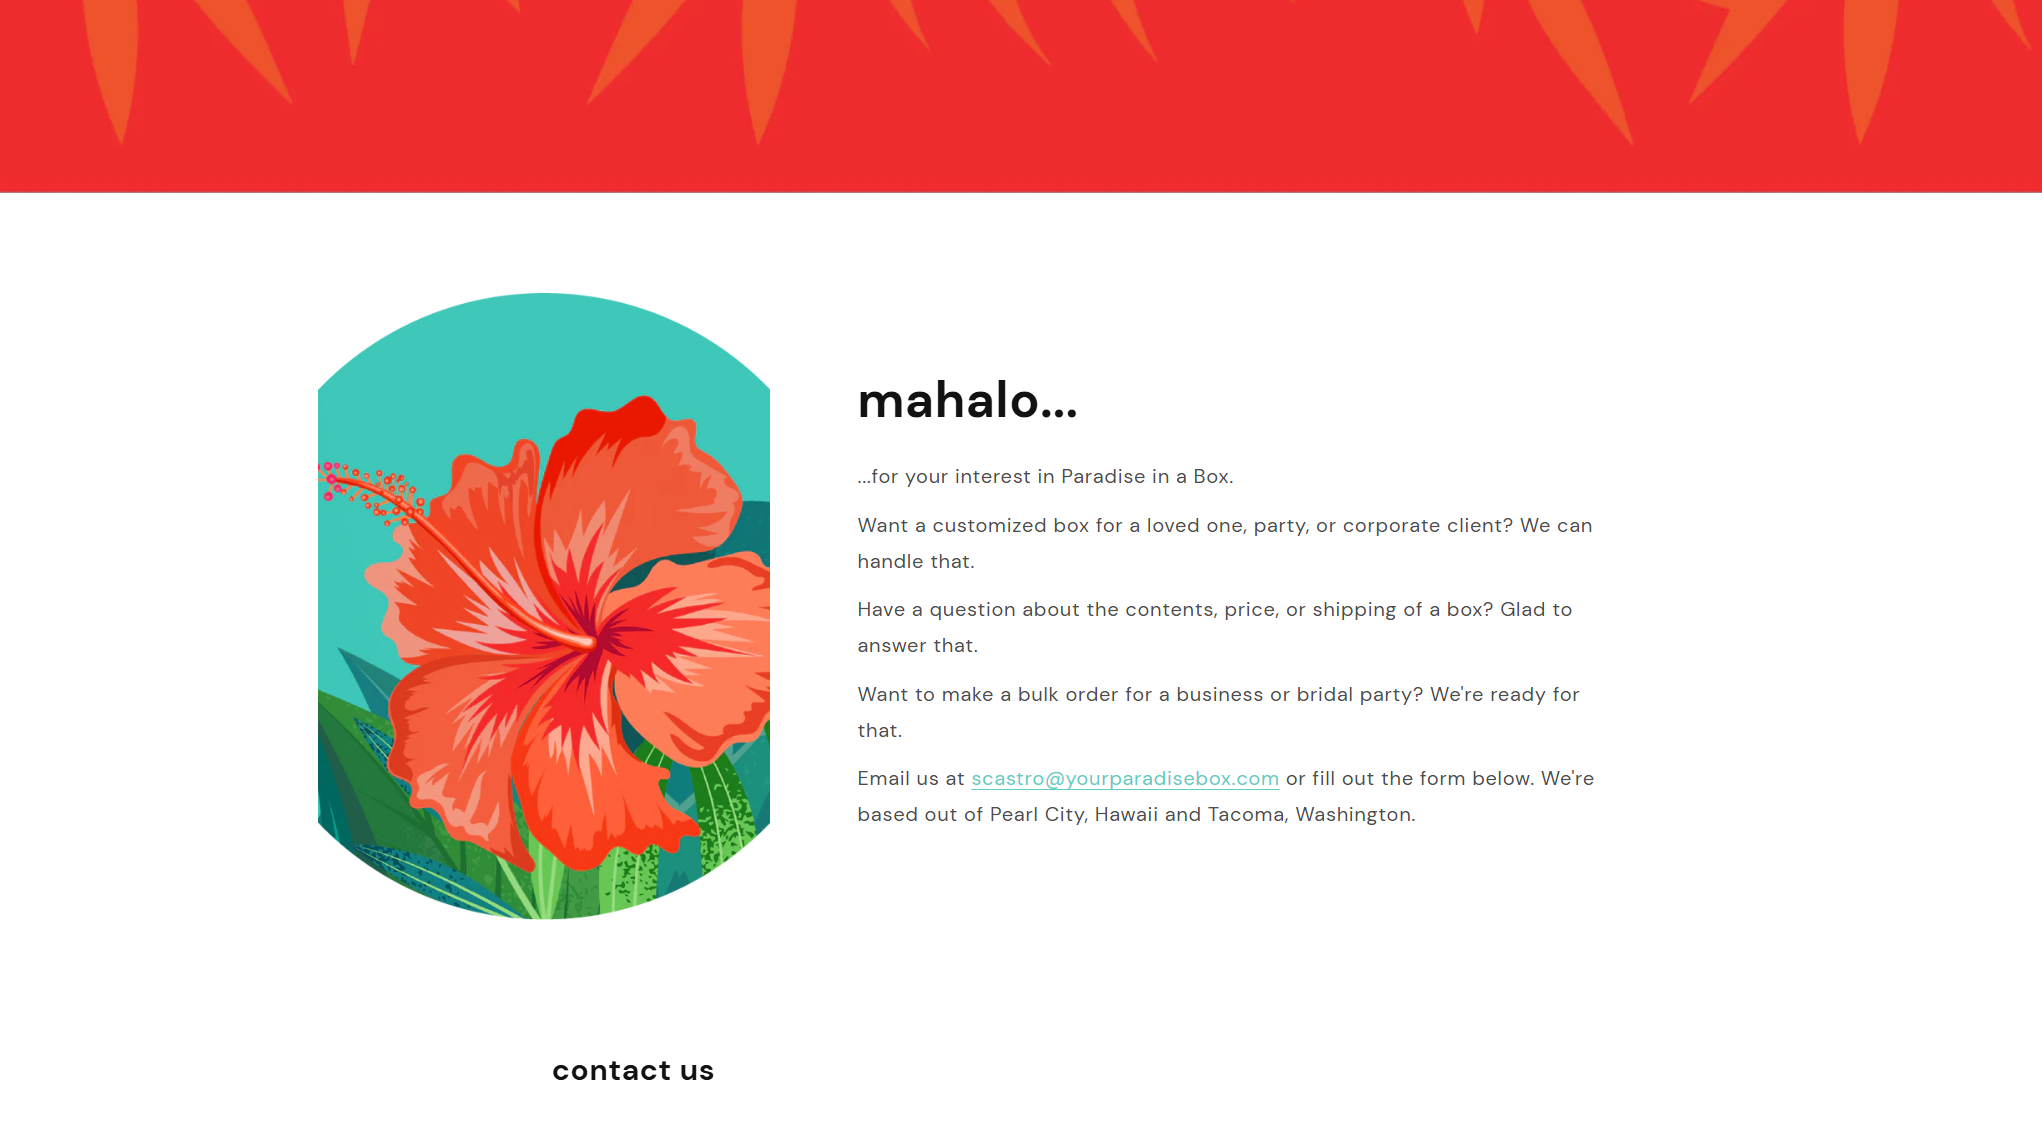 mahalo...
...for your interest in Paradise in a Box.
Want a customized box for a loved one, party, or corporate client? We can
handle that.
Have a question about the contents, price, or shipping of a box? Glad to
answer that.
Want to make a bulk order for a business or bridal party? We're ready for
that.
Email us at scastro@yourparadisebox.com or fill out the form below. We're
based out of Pearl City, Hawaii and Tacoma, Washington.
contact us